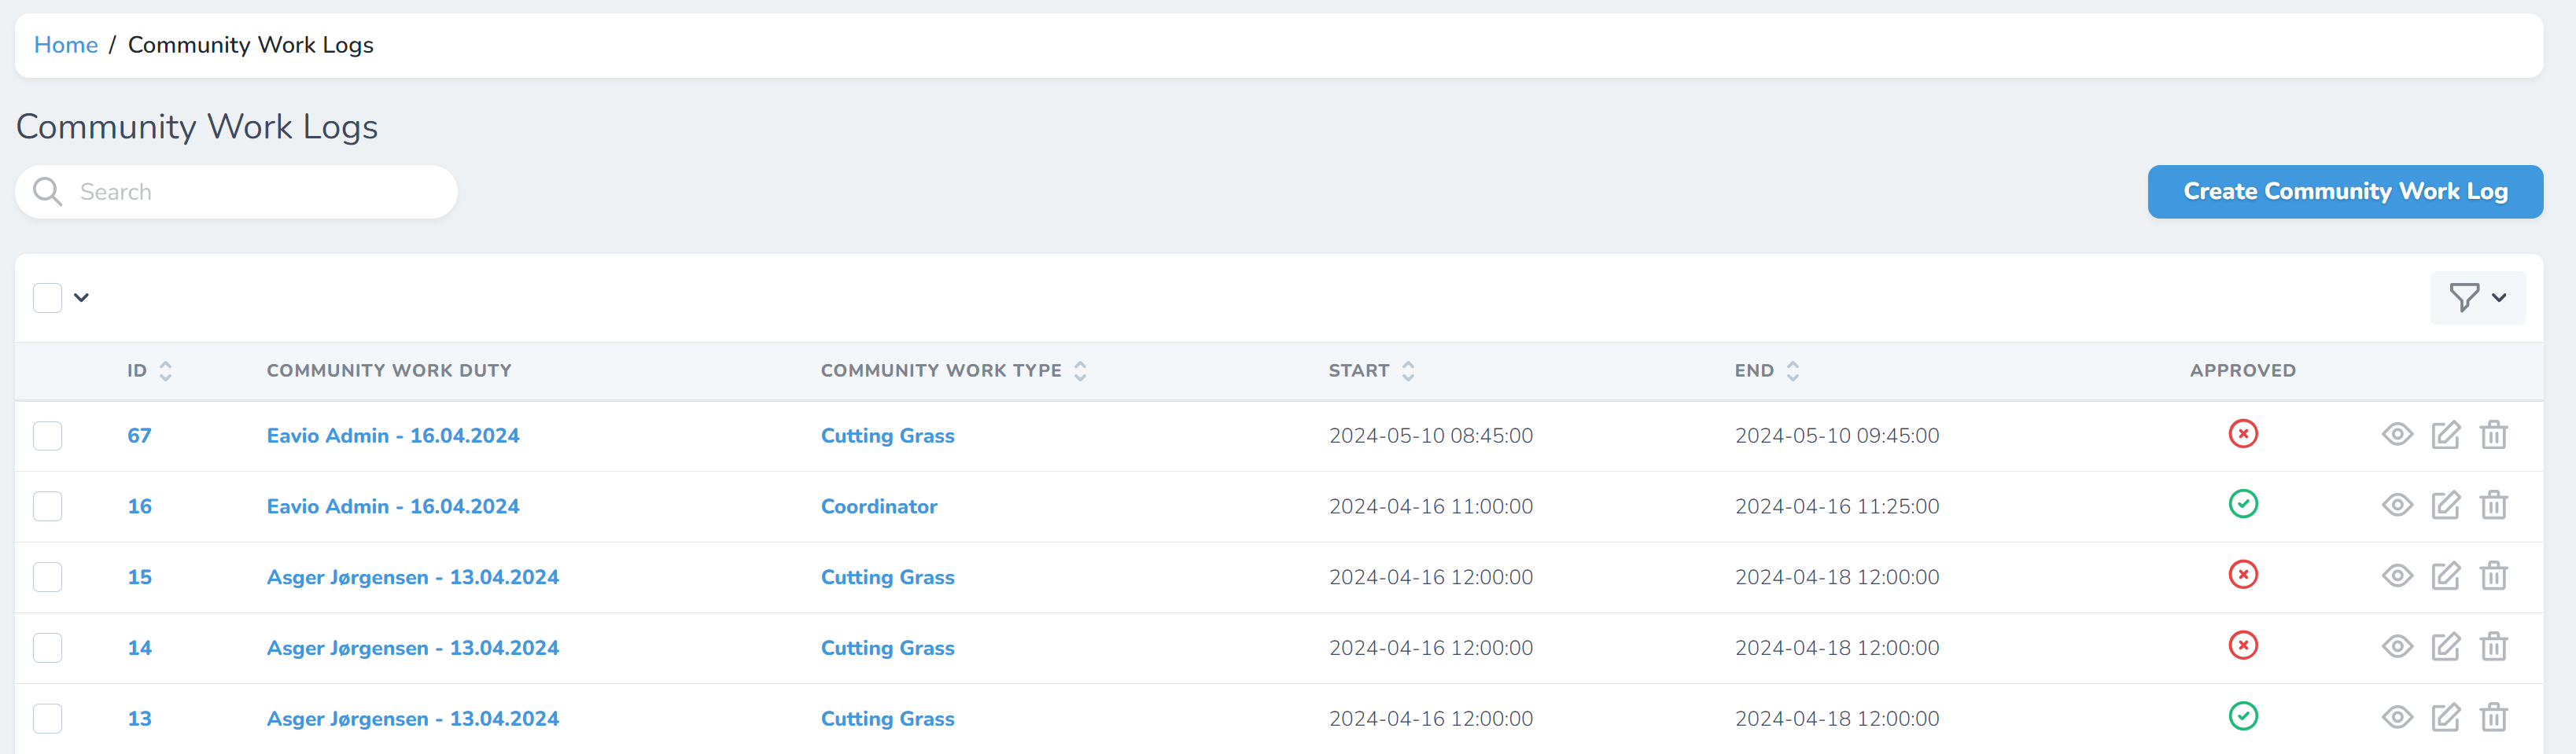 Home / Community Work Logs
Community Work Logs
Search
Create Community Work Log
ID COMMUNITY WORK DUTY COMMUNITY WORK TYPE START END APPROVED
67 Eavio Admin - 16.04.2024 Cutting Grass 2024-05-10 08:45:00 2024-05-10 09:45:00
16 Eavio Admin - 16.04.2024 Coordinator 2024-04-16 11:00:00 2024-04-16 11:25:00
15 Asger Jørgensen - 13.04.2024 Cutting Grass 2024-04-16 12:00:00 2024-04-18 12:00:00
14 Asger Jørgensen - 13.04.2024 Cutting Grass 2024-04-16 12:00:00 2024-04-18 12:00:00
13 Asger Jørgensen - 13.04.2024 Cutting Grass 2024-04-16 12:00:00 2024-04-18 12:00:00